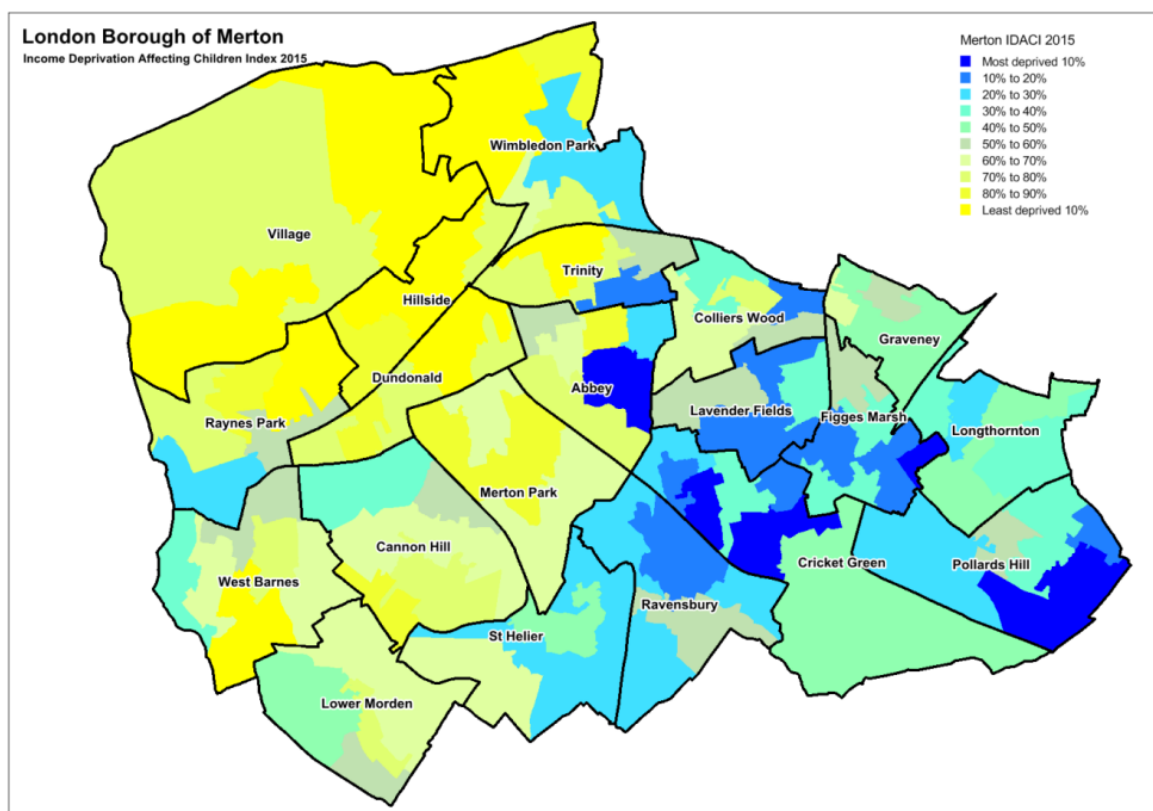 London Borough of Merton
Income Deprivation Affecting Children Index 2015
Merton IDACI 2015
Most deprived 10%
10% to 20%
20% to 30%
30% to 40%
40% to 50%
50% to 60%
60% to 70%
70% to 80%
80% to 90%
Least deprived 10%
Wimbledon Park
Village
Trinity
Hillside
Colliers Wood
Graveney
Dundonald
Abbey
Lavender Fields
Figges Marsh
Raynes Park
Longthornton
Merton Park
Cannon Hill
West Barnes
Cricket Green
Pollards Hill
Ravensbury
St Helier
Lower Morden